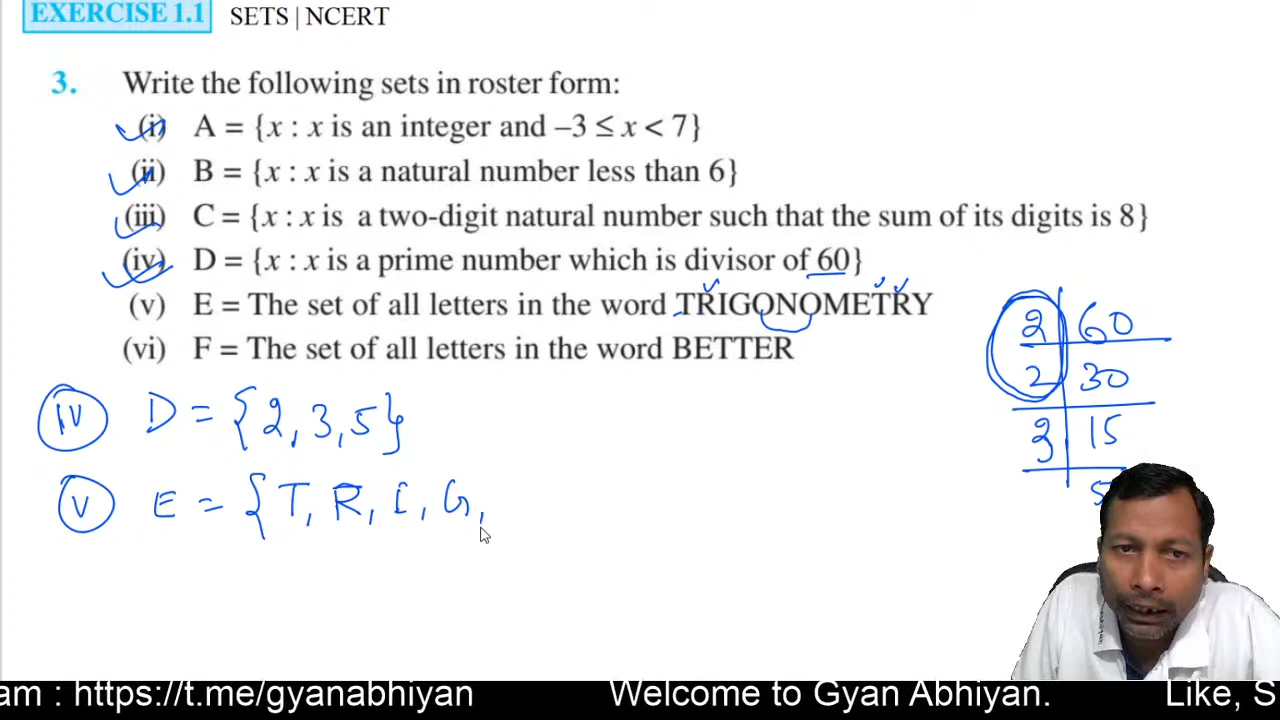 EXERCISE 1.1 SETS | NCERT
3. Write the following sets in roster form:
(i) A = {x : x is an integer and –3 ≤ x < 7}
(ii) B = {x : x is a natural number less than 6}
(iii) C = {x : x is a two-digit natural number such that the sum of its digits is 8}
(iv) D = {x : x is a prime number which is divisor of 60}
(v) E = The set of all letters in the word TRIGONOMETRY
(vi) F = The set of all letters in the word BETTER
2 60
2 30
3 15
5
iv D = {2, 3, 5}
v E = {T, R, I, G,
am : https://t.me/gyanabhiyan Welcome to Gyan Abhiyan. Like, S